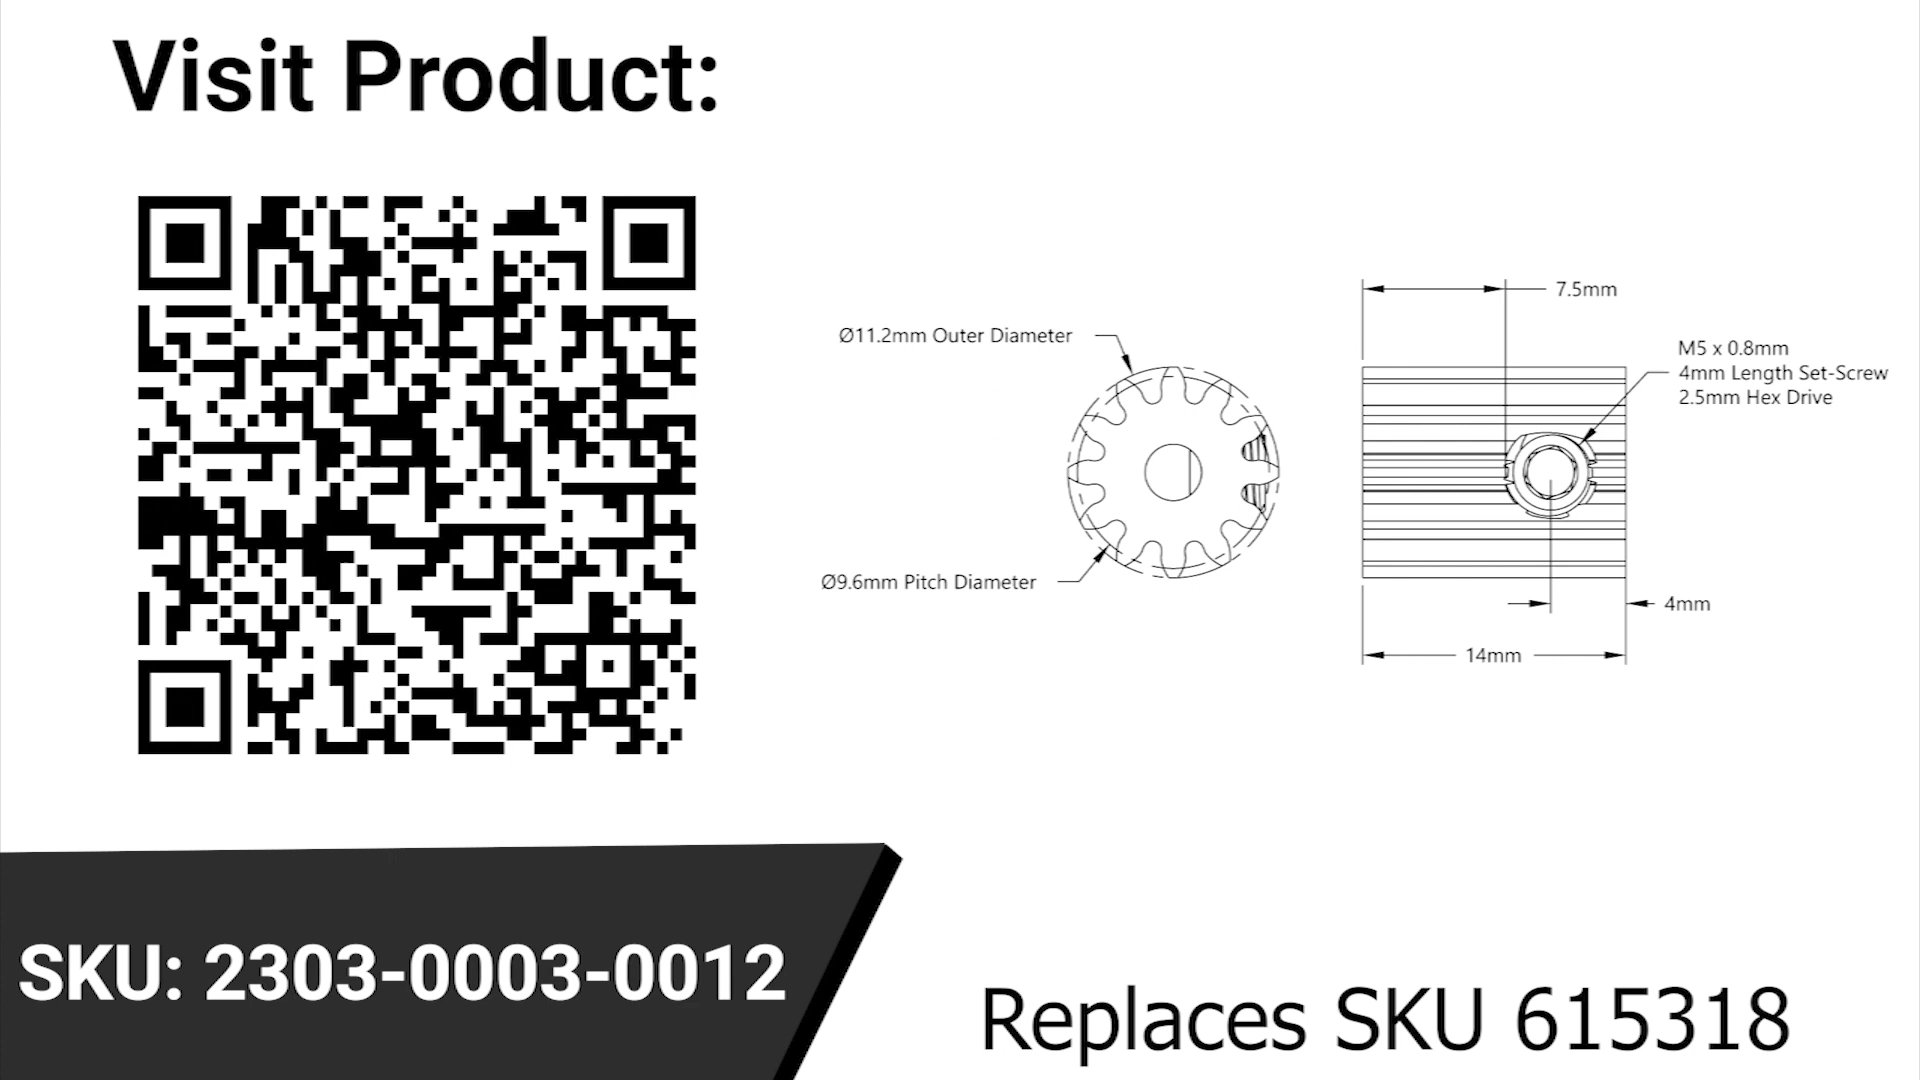 Visit Product:
7.5mm
Ø11.2mm Outer Diameter
M5 x 0.8mm
4mm Length Set-Screw
2.5mm Hex Drive
Ø9.6mm Pitch Diameter
4mm
14mm
SKU: 2303-0003-0012
Replaces SKU 615318